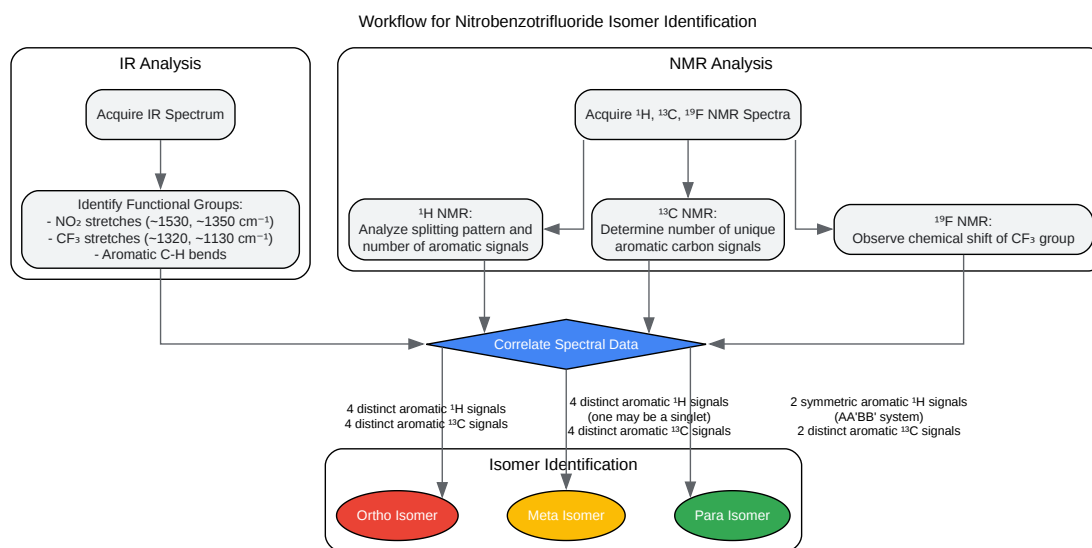 Workflow for Nitrobenzotrifluoride Isomer Identification
IR Analysis
Acquire IR Spectrum
Identify Functional Groups:
- NO₂ stretches (~1530, ~1350 cm⁻¹)
- CF₃ stretches (~1320, ~1130 cm⁻¹)
- Aromatic C-H bends
NMR Analysis
Acquire ¹H, ¹³C, ¹⁹F NMR Spectra
¹H NMR:
Analyze splitting pattern and
number of aromatic signals
¹³C NMR:
Determine number of unique
aromatic carbon signals
¹⁹F NMR:
Observe chemical shift of CF₃ group
Correlate Spectral Data
4 distinct aromatic ¹H signals
4 distinct aromatic ¹³C signals
4 distinct aromatic ¹H signals
(one may be a singlet)
4 distinct aromatic ¹³C signals
2 symmetric aromatic ¹H signals
(AA'BB' system)
2 distinct aromatic ¹³C signals
Isomer Identification
Ortho Isomer
Meta Isomer
Para Isomer